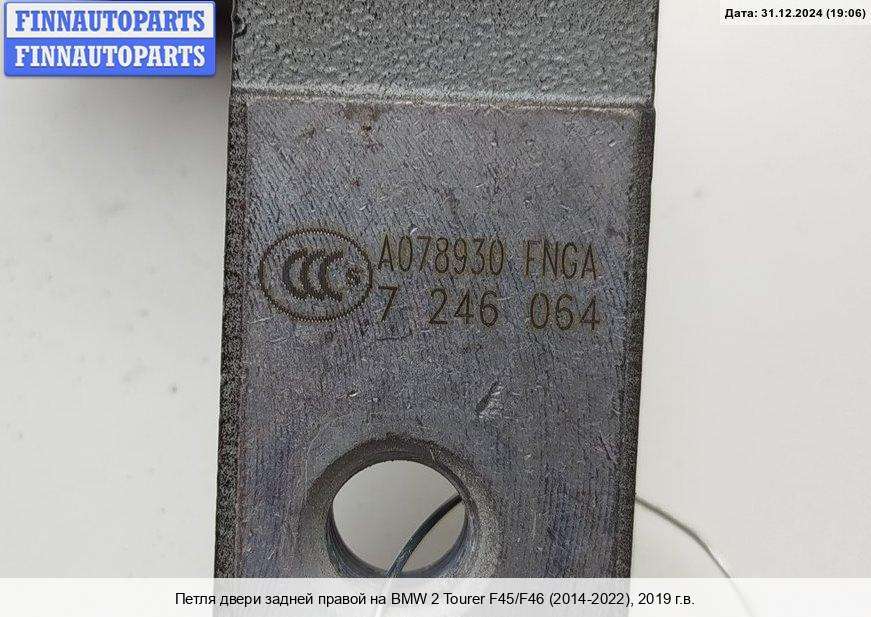 FINNAUTOPARTS
FINNAUTOPARTS
Дата: 31.12.2024 (19:06)
CCC S A078930 FNGA
7 246 064
Петля двери задней правой на BMW 2 Tourer F45/F46 (2014-2022), 2019 г.в.